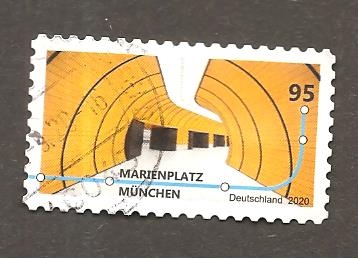 95
MARIENPLATZ
MÜNCHEN
Deutschland 2020